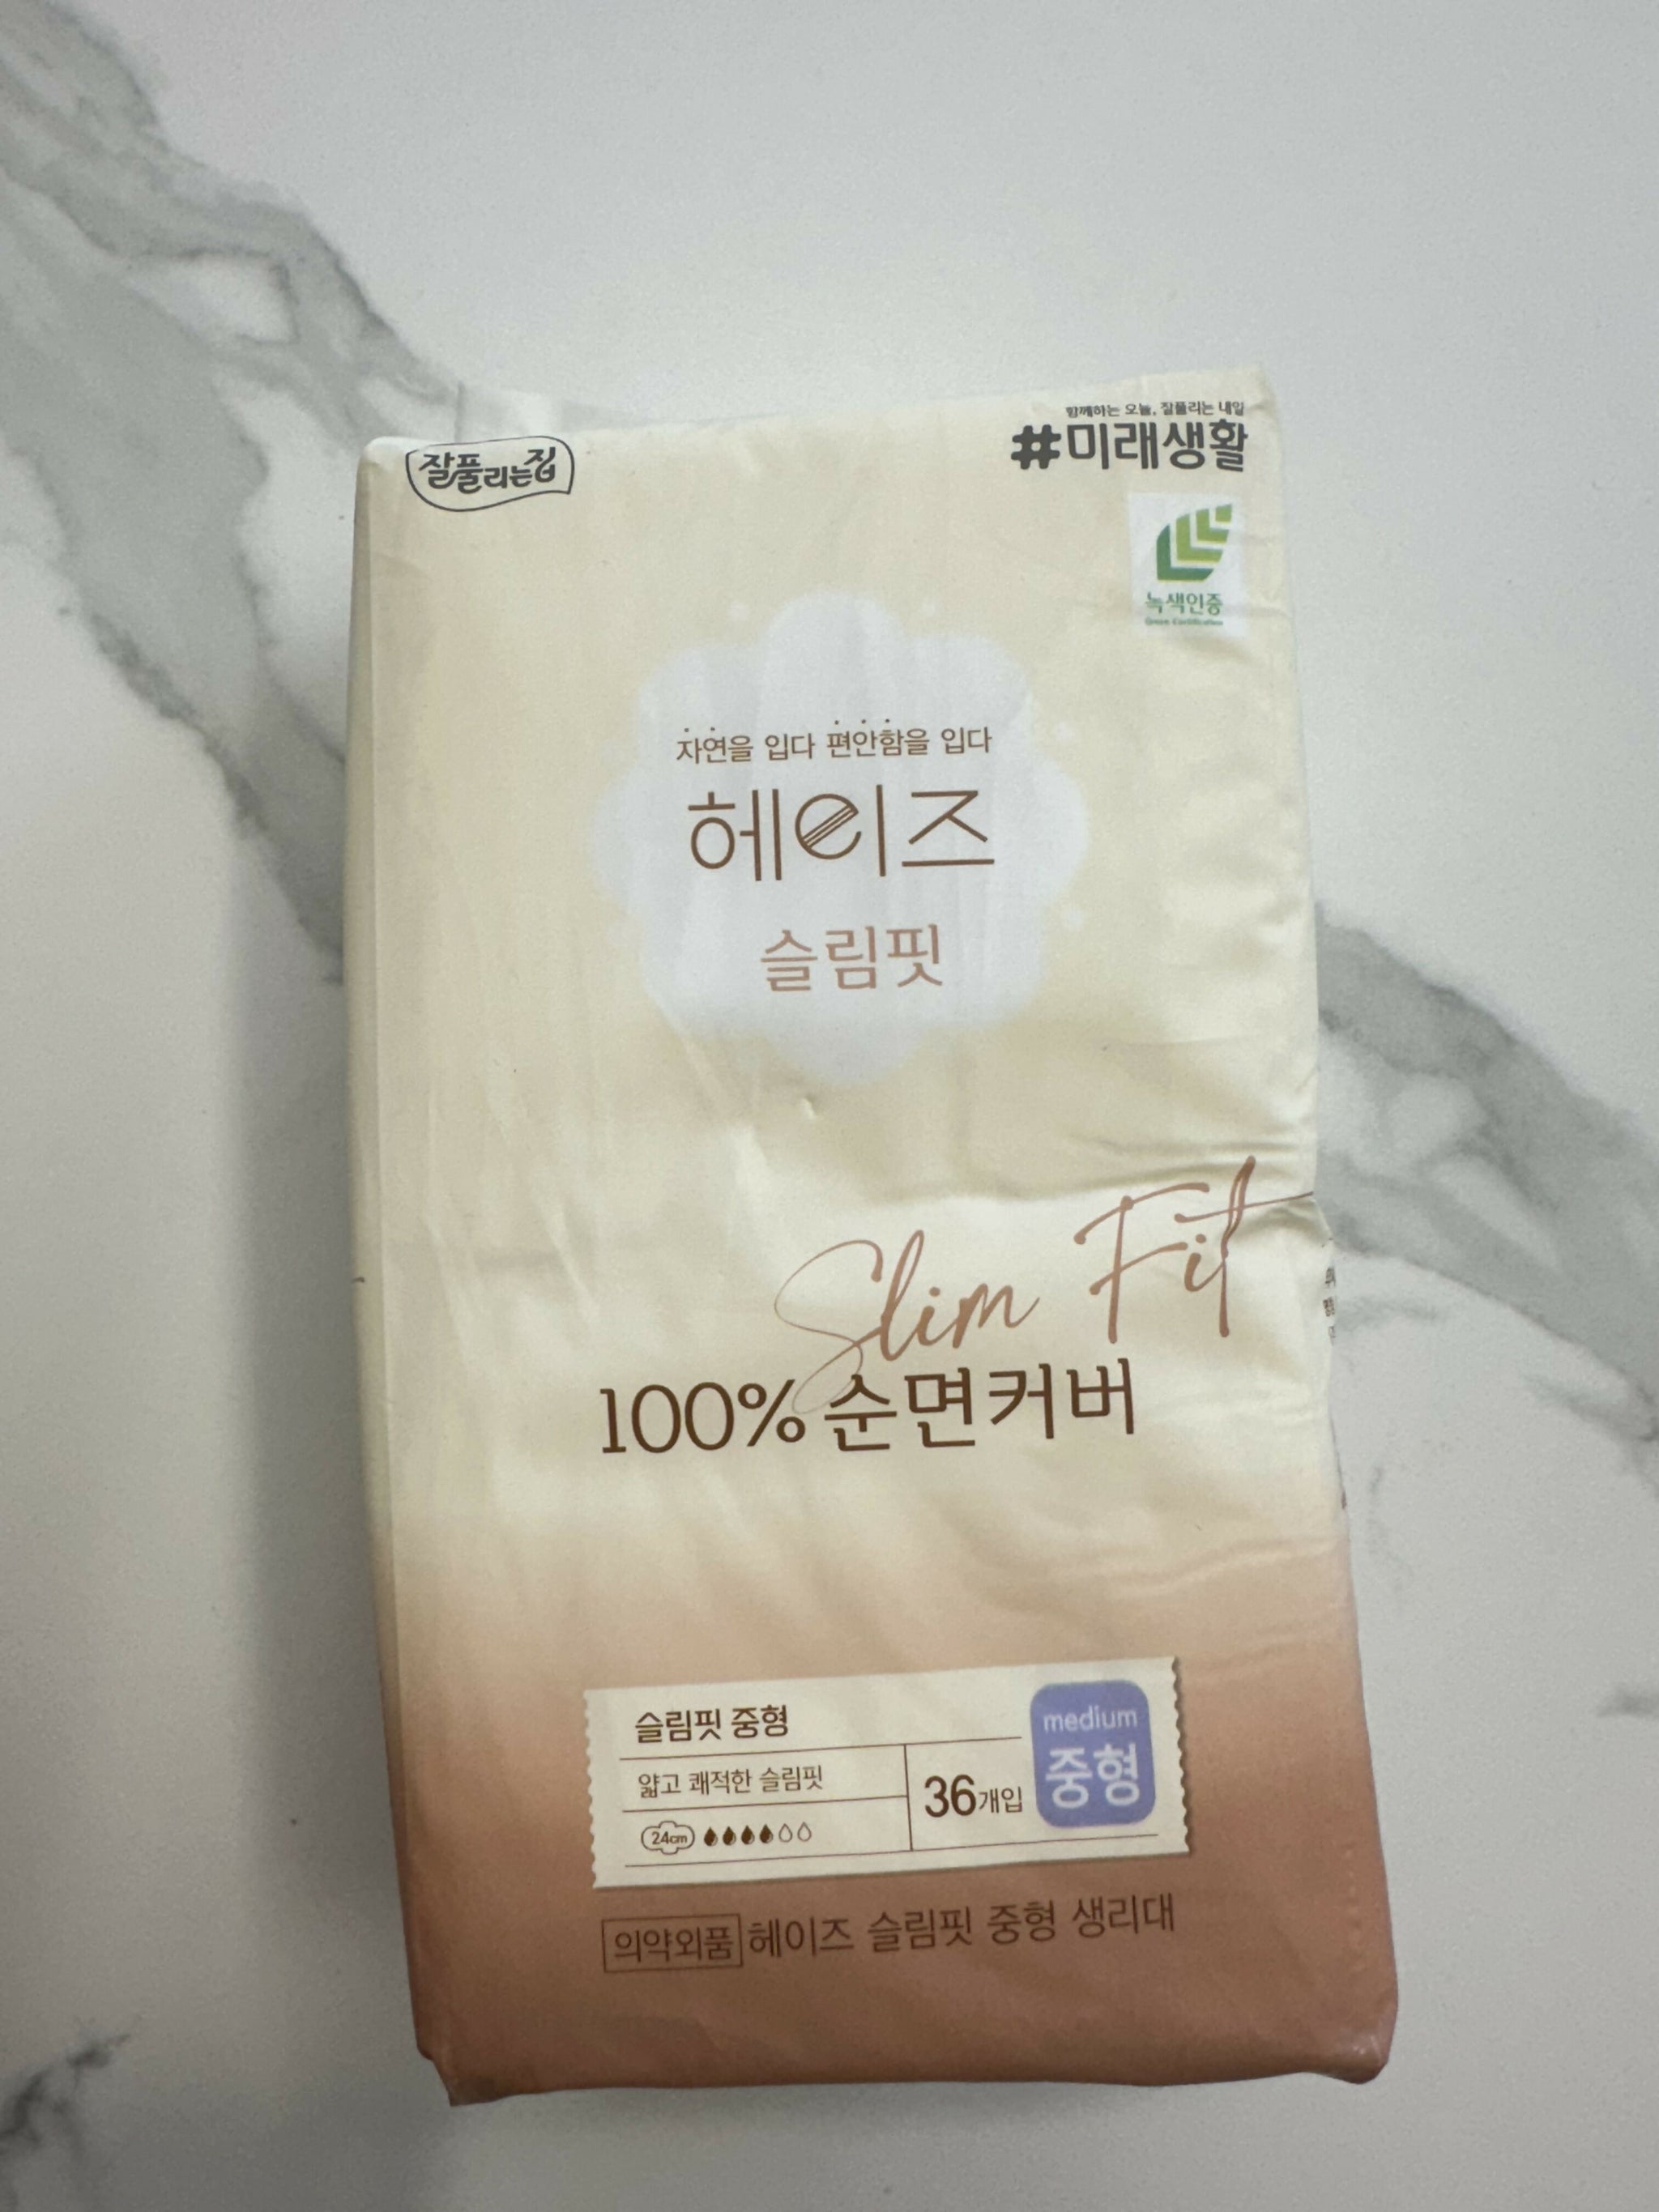 잘풀리는집
함께하는 오늘, 잘풀리는 내일
#미래생활
녹색인증
Green Certification
자연을 입다 편안함을 입다
헤이즈
슬림핏
Slim Fit
100% 순면커버
슬림핏 중형
얇고 쾌적한 슬림핏
24cm
36개입
medium
중형
의약외품 헤이즈 슬림핏 중형 생리대